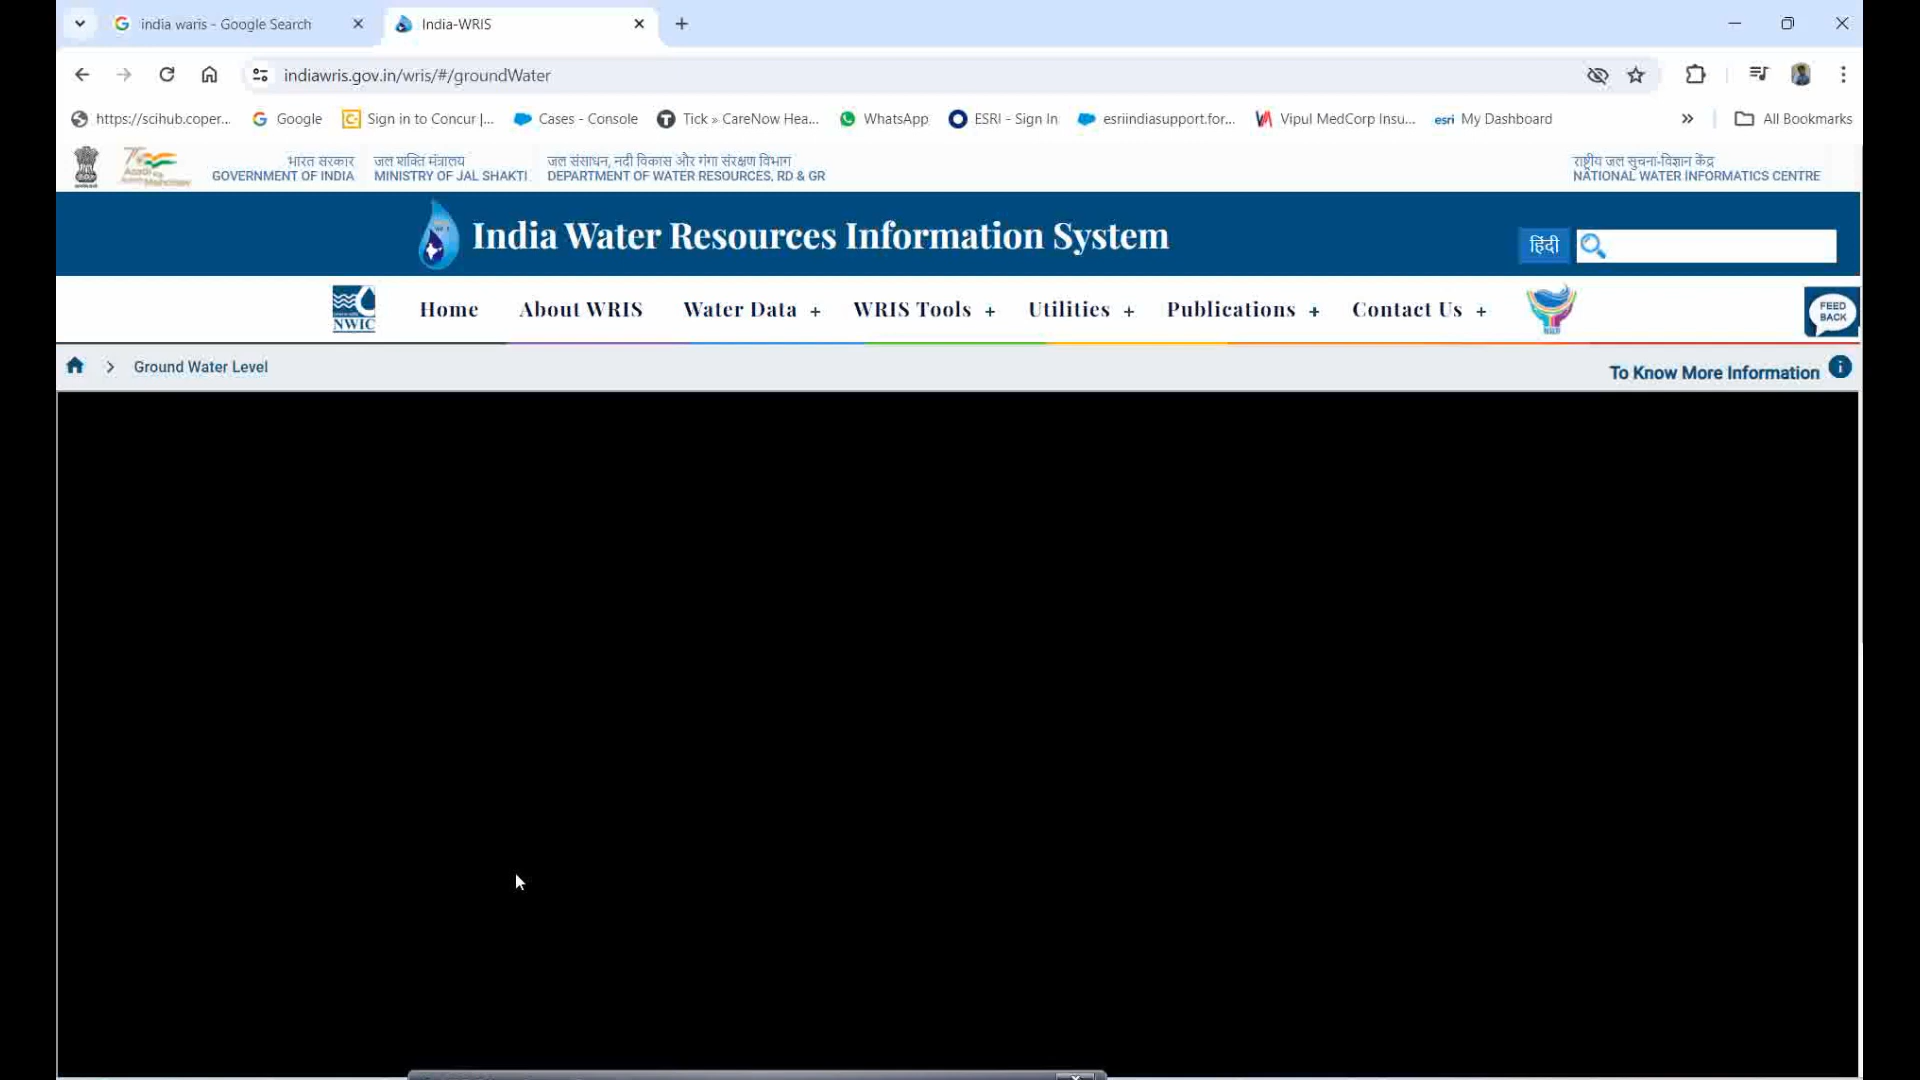 india waris - Google Search
India-WRIS
indiawris.gov.in/wris/#/groundWater
https://scihub.coper...
Google
Sign in to Concur |...
Cases - Console
Tick » CareNow Hea...
WhatsApp
ESRI - Sign In
esriindiasupport.for...
Vipul MedCorp Insu...
esri My Dashboard
»
All Bookmarks
भारत सरकार
GOVERNMENT OF INDIA
जल शक्ति मंत्रालय
MINISTRY OF JAL SHAKTI
जल संसाधन, नदी विकास और गंगा संरक्षण विभाग
DEPARTMENT OF WATER RESOURCES, RD & GR
राष्ट्रीय जल सूचना-विज्ञान केंद्र
NATIONAL WATER INFORMATICS CENTRE
India Water Resources Information System
हिंदी
NWIC
Home
About WRIS
Water Data +
WRIS Tools +
Utilities +
Publications +
Contact Us +
FEED
BACK
Ground Water Level
To Know More Information